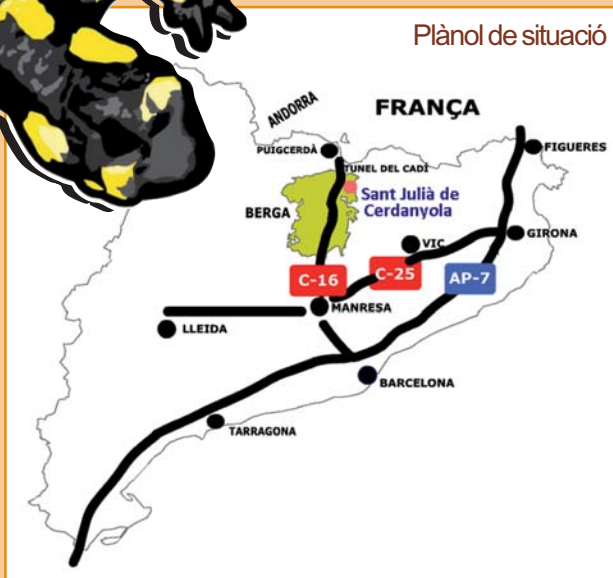 Plànol de situació
ANDORRA
FRANÇA
PUIGCERDÀ
FIGUERES
TUNEL DEL CADÍ
Sant Julià de
Cerdanyola
BERGA
GIRONA
VIC
C-16
C-25
AP-7
MANRESA
LLEIDA
BARCELONA
TARRAGONA